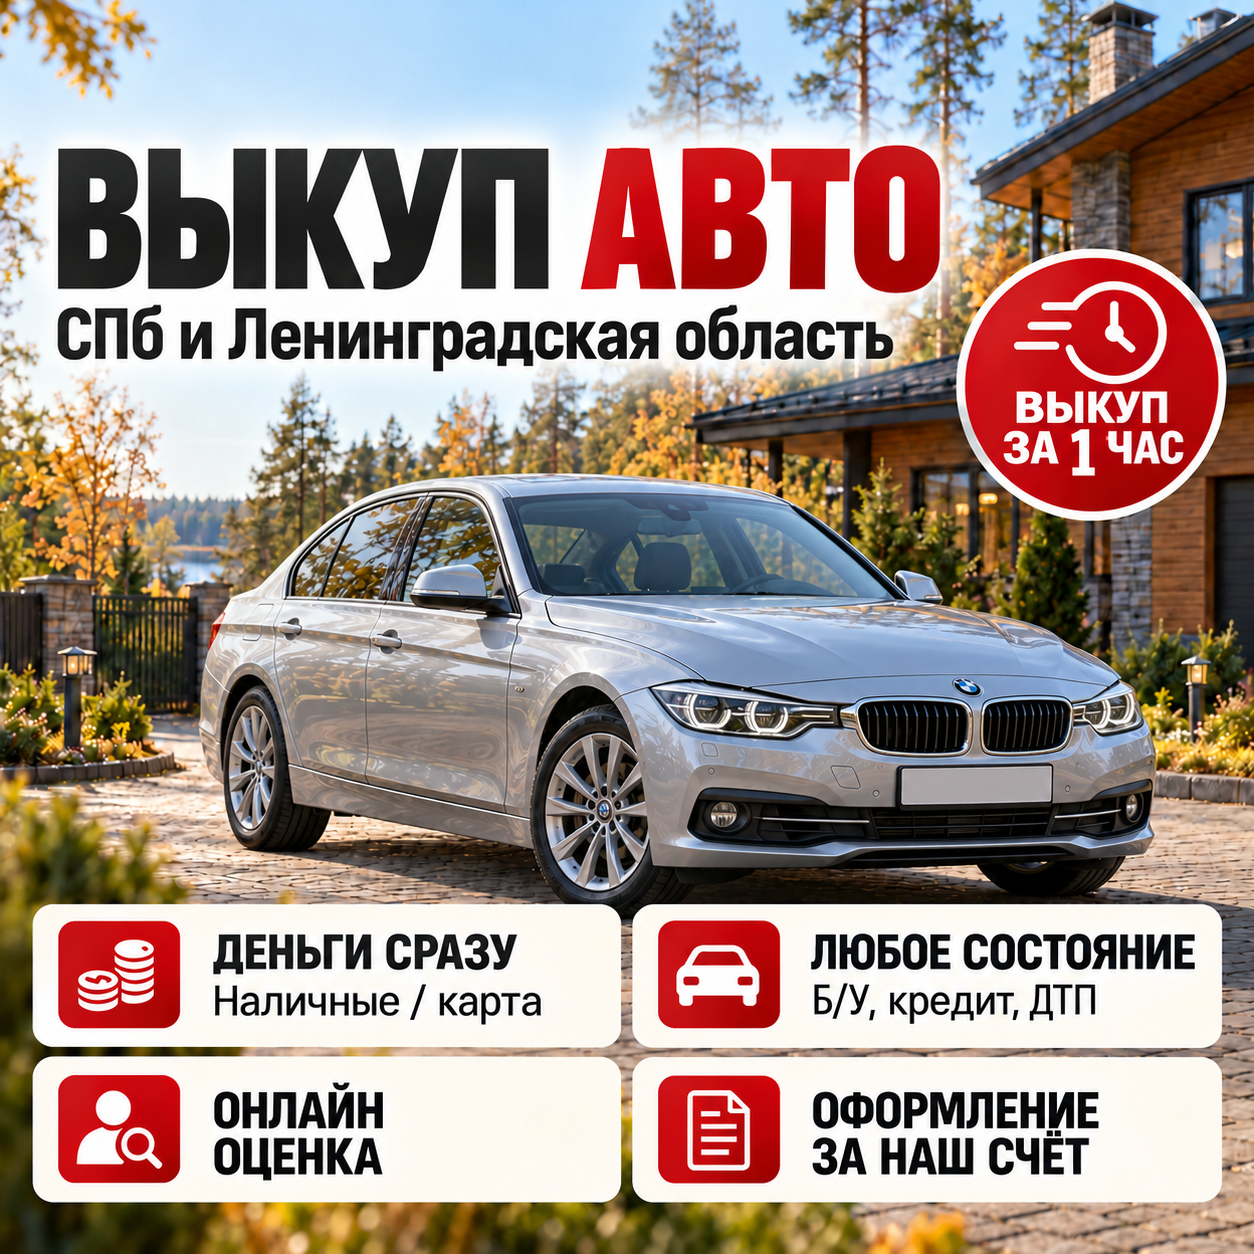 ВЫКУП АВТО
СПб и Ленинградская область
ВЫКУП
ЗА 1 ЧАС
ДЕНЬГИ СРАЗУ
Наличные / карта
ЛЮБОЕ СОСТОЯНИЕ
Б/У, кредит, ДТП
ОНЛАЙН
ОЦЕНКА
ОФОРМЛЕНИЕ
ЗА НАШ СЧЁТ